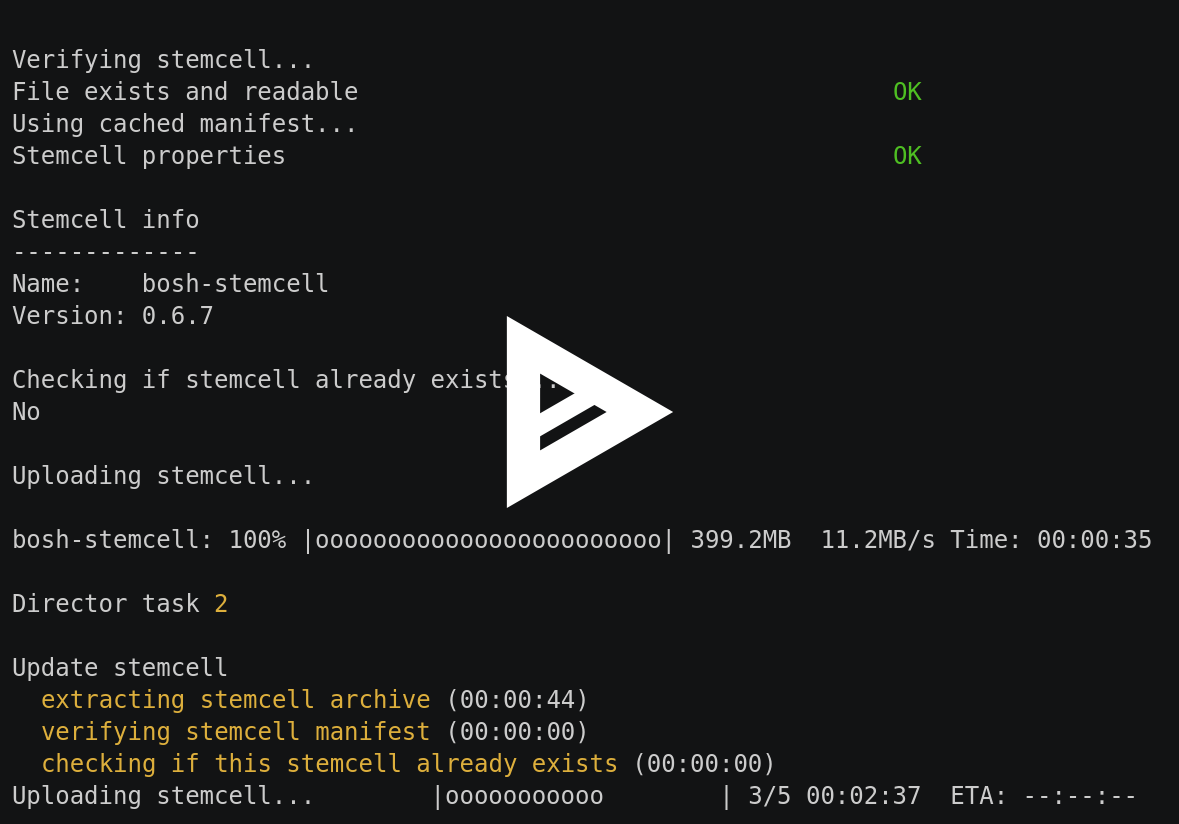 Verifying stemcell...
File exists and readable                                     OK
Using cached manifest...
Stemcell properties                                          OK
Stemcell info
-------------
Name:    bosh-stemcell
Version: 0.6.7
Checking if stemcell already exists...
No
Uploading stemcell...
bosh-stemcell: 100% |oooooooooooooooooooooooo| 399.2MB  11.2MB/s Time: 00:00:35
Director task 2
Update stemcell
  extracting stemcell archive (00:00:44)
  verifying stemcell manifest (00:00:00)
  checking if this stemcell already exists (00:00:00)
Uploading stemcell...        |ooooooooooo        | 3/5 00:02:37  ETA: --:--:--